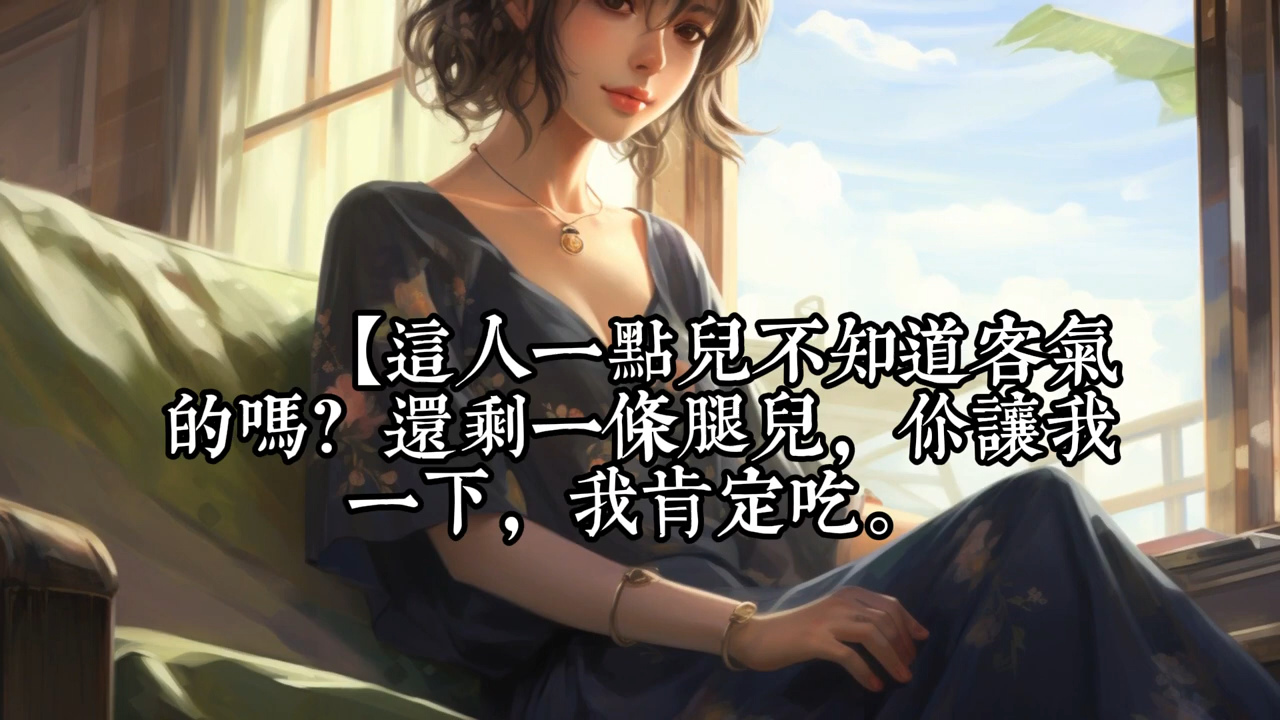 【這人一點兒不知道客氣
的嗎？還剩一條腿兒，你讓我
一下，我肯定吃。